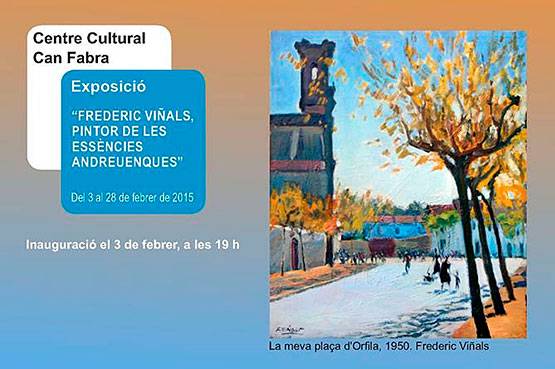 Centre Cultural
Can Fabra
Exposició
“FREDERIC VIÑALS,
PINTOR DE LES
ESSÈNCIES
ANDREUENQUES”
Del 3 al 28 de febrer de 2015
Inauguració el 3 de febrer, a les 19 h
La meva plaça d'Orfila, 1950. Frederic Viñals